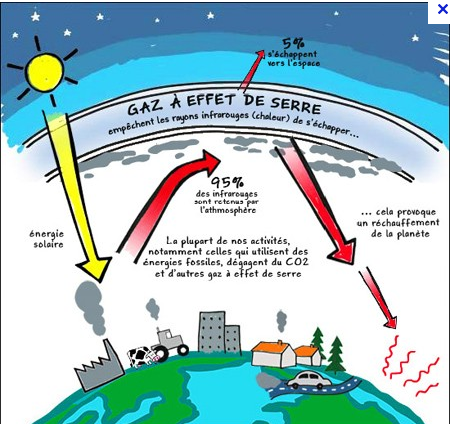 5%
s'échappent
vers l'espace
GAZ À EFFET DE SERRE
empêchent les rayons infrarouges (chaleur) de s'échapper...
95%
des infrarouges
sont retenus par
l'athmosphère
... cela provoque
un réchauffement
de la planète
énergie
solaire
La plupart de nos activités,
notamment celles qui utilisent des
énergies fossiles, dégagent du CO2
et d'autres gaz à effet de serre